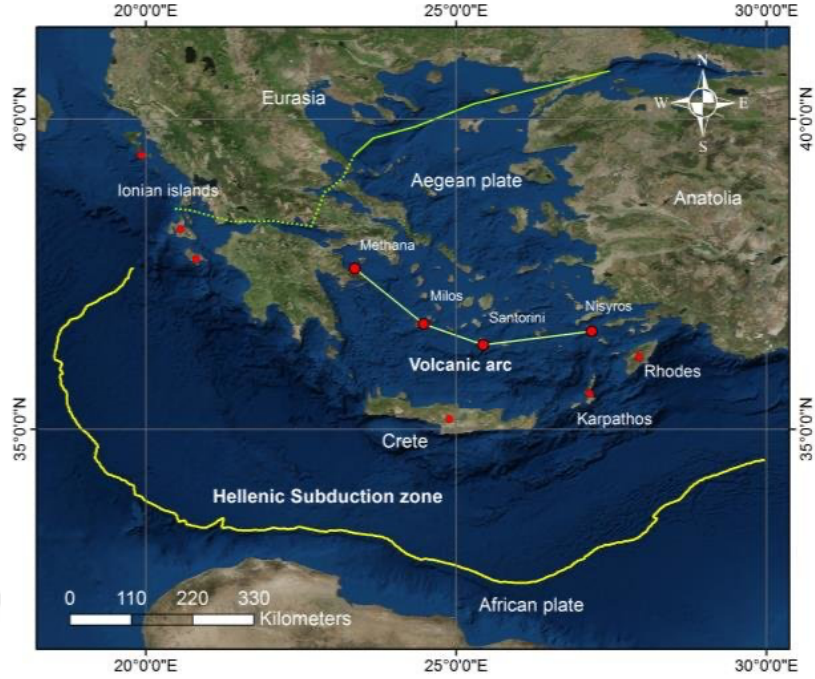 20°0'0"E 25°0'0"E 30°0'0"E
N
W E
S
40°0'0"N 40°0'0"N
Eurasia
Ionian islands
Aegean plate
Anatolia
Methana
Milos
Santorini
Nisyros
Volcanic arc
Rhodes
Karpathos
Crete
35°0'0"N 35°0'0"N
Hellenic Subduction zone
African plate
0 110 220 330
Kilometers
20°0'0"E 25°0'0"E 30°0'0"E